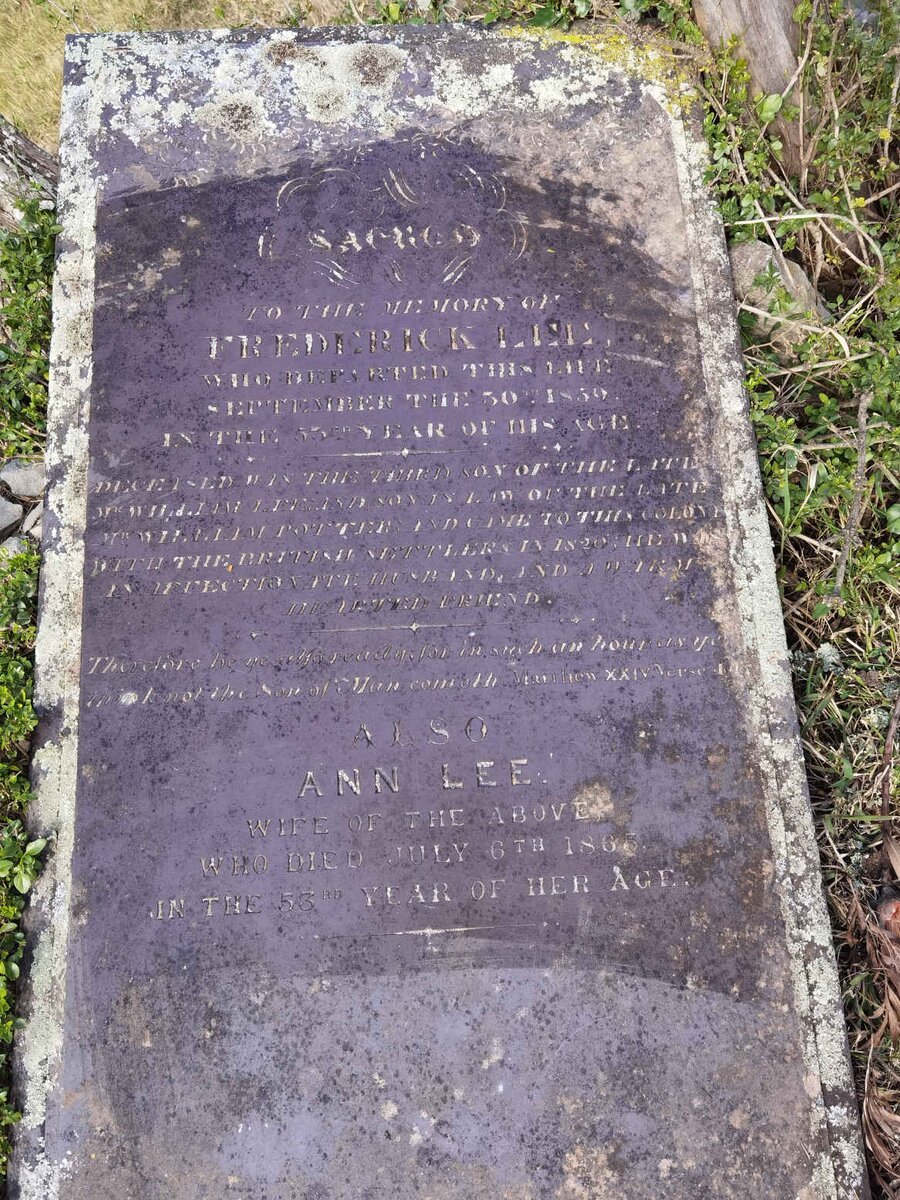 SACRED
TO THE MEMORY OF
FREDERICK LEE,
WHO DEPARTED THIS LIFE
SEPTEMBER THE 30TH 1859.
IN THE 55TH YEAR OF HIS AGE.
DECEASED WAS THE THIRD SON OF THE LATE
MR WILLIAM LEE, AND SON IN LAW OF THE LATE
MR WILLIAM POTTER; AND CAME TO THIS COLONY
WITH THE BRITISH SETTLERS IN 1820: HE WAS
AN AFFECTIONATE HUSBAND, AND A WARM
HEARTED FRIEND.
Therefore be ye also ready; for in such an hour as ye
think not the Son of Man cometh. Matthew XXIV Verse
ALSO
ANN LEE.
WIFE OF THE ABOVE
WHO DIED JULY 6TH 1865.
IN THE 53RD YEAR OF HER AGE.